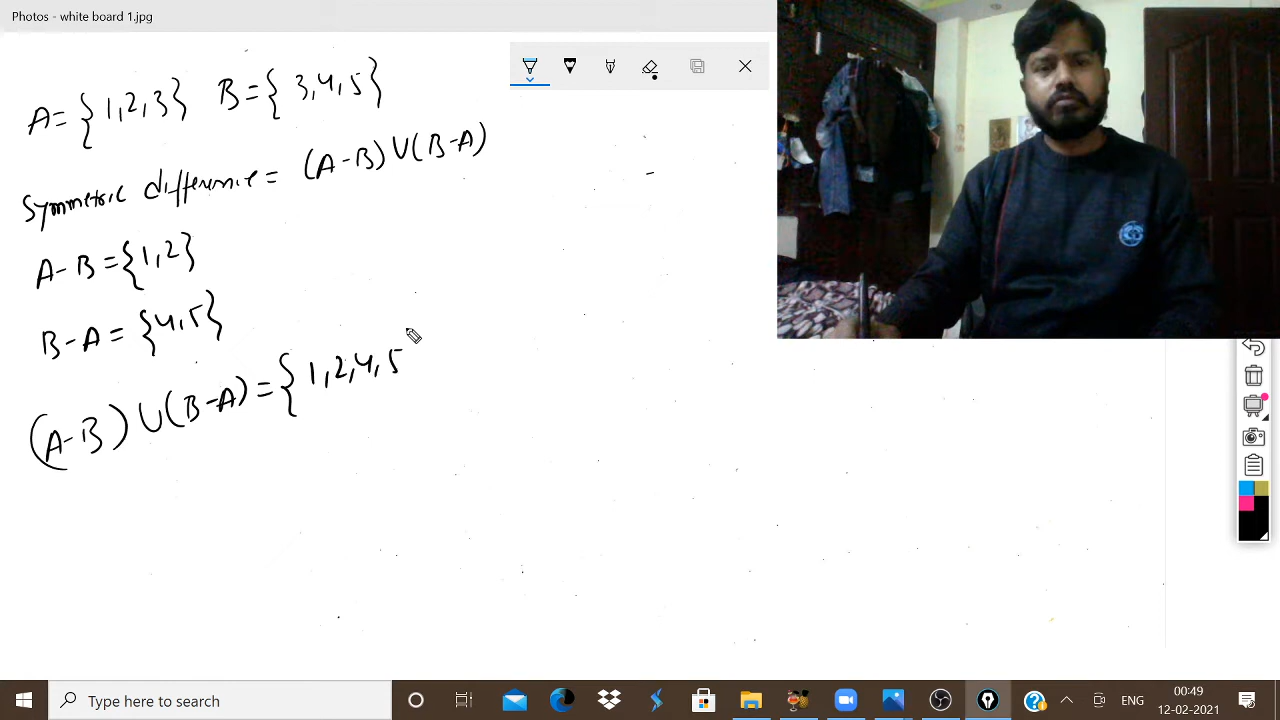 Photos - white board 1.jpg
A = { 1,2,3 } B = { 3,4,5 }
Symmetric difference = (A-B) U (B-A)
A-B = { 1,2 }
B-A = { 4,5 }
(A-B) U (B-A) = { 1,2,4,5
Type here to search
ENG
00:49
12-02-2021